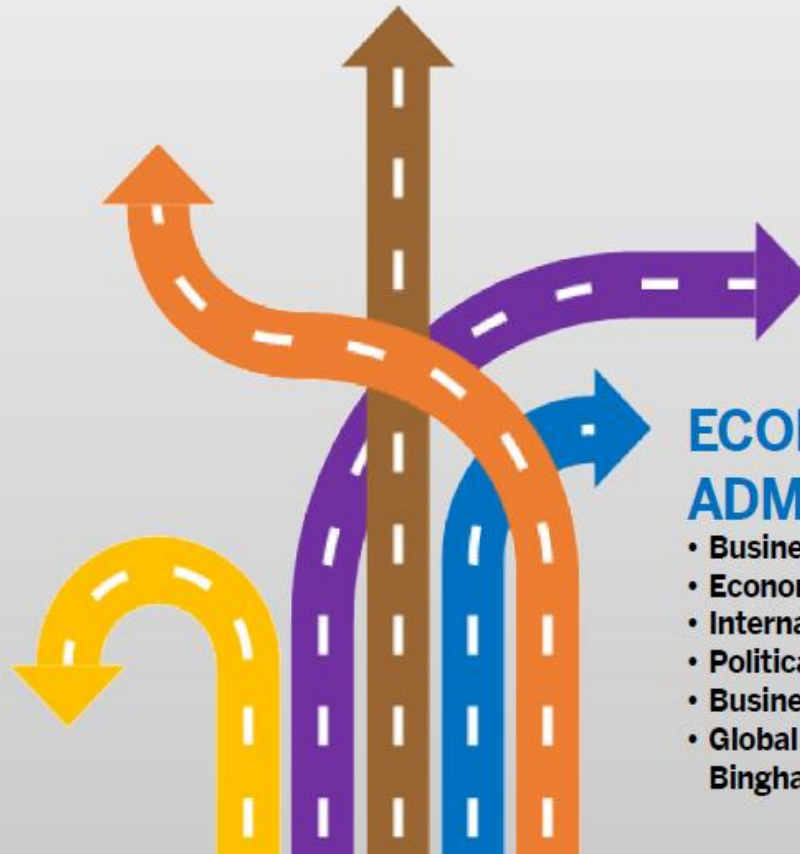 ECO
ADM
• Busine
• Econo
• Interna
• Politica
• Busine
• Global
Bingha